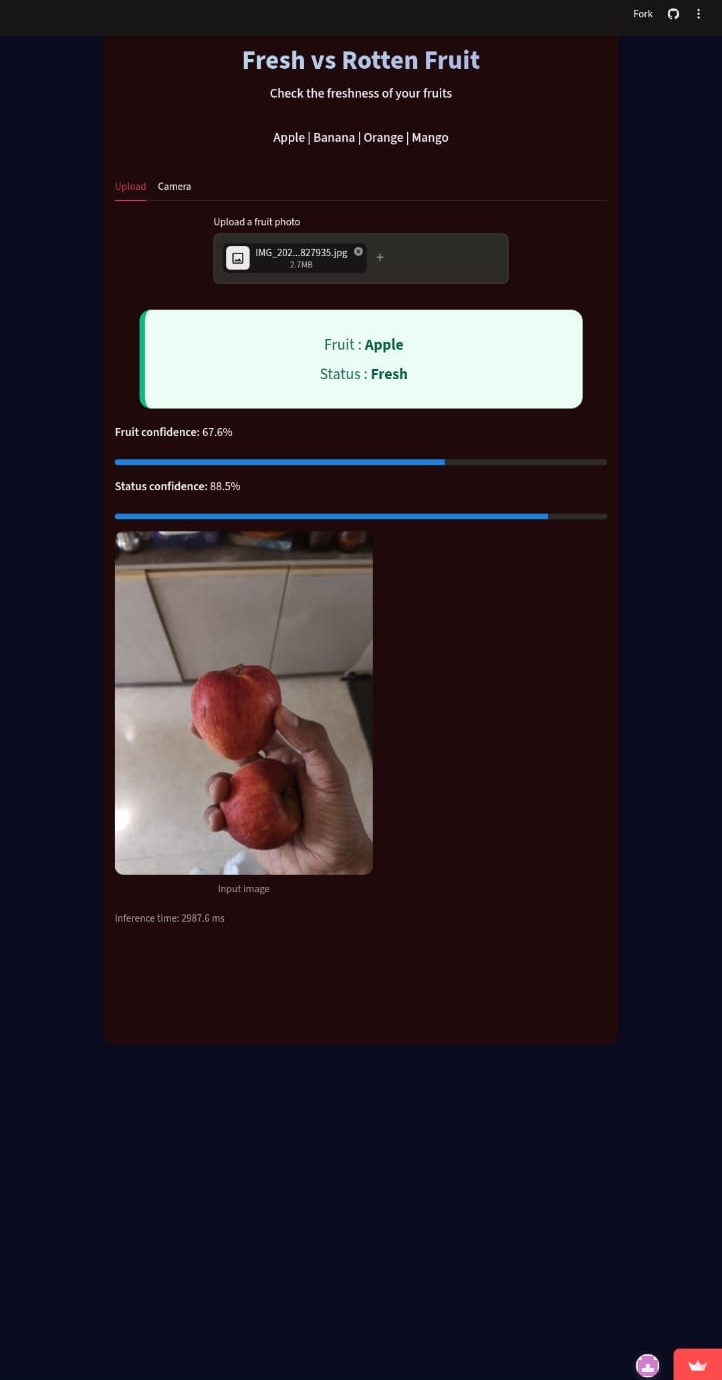 Fork
Fresh vs Rotten Fruit
Check the freshness of your fruits
Apple | Banana | Orange | Mango
Upload Camera
Upload a fruit photo
IMG_202...827935.jpg
2.7MB
+
Fruit : Apple
Status : Fresh
Fruit confidence: 67.6%
Status confidence: 88.5%
Input image
Inference time: 2987.6 ms